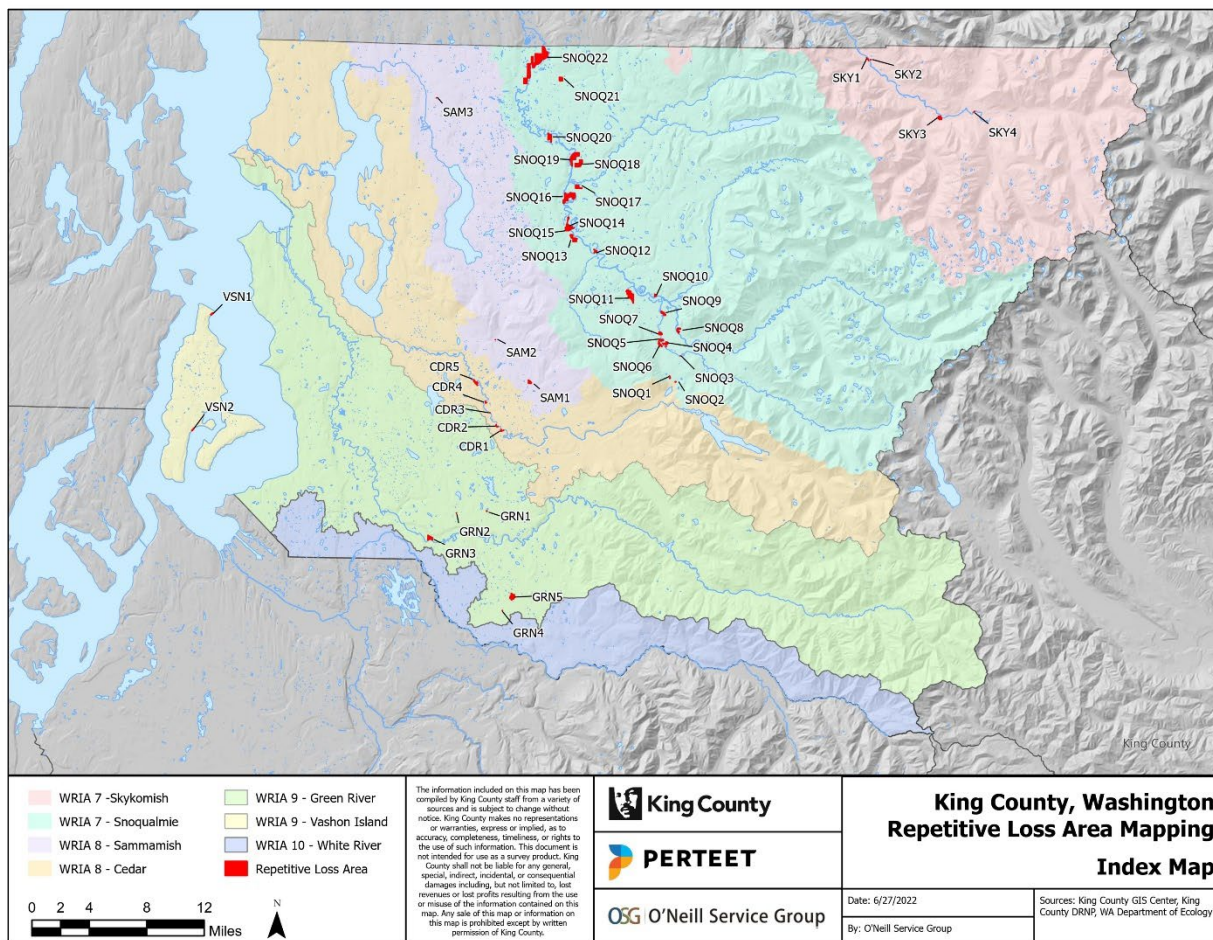 SNOQ22
SKY1
SKY2
SNOQ21
SAM3
SKY3
SKY4
SNOQ20
SNOQ19
SNOQ18
SNOQ16
SNOQ17
SNOQ14
SNOQ15
SNOQ13
SNOQ12
SNOQ10
SNOQ11
SNOQ9
VSN1
SNOQ7
SNOQ8
SNOQ5
SNOQ4
SAM2
SNOQ6
SNOQ3
CDR5
SNOQ1
SNOQ2
CDR4
SAM1
VSN2
CDR3
CDR2
CDR1
GRN1
GRN2
GRN3
GRN5
GRN4
King County
WRIA 7 -Skykomish
WRIA 7 - Snoqualmie
WRIA 8 - Sammamish
WRIA 8 - Cedar
WRIA 9 - Green River
WRIA 9 - Vashon Island
WRIA 10 - White River
Repetitive Loss Area
0 2 4 8 12
Miles
N
The information included on this map has been
compiled by King County staff from a variety of
sources and is subject to change without
notice. King County makes no representations
or warranties, express or implied, as to
accuracy, completeness, timeliness, or rights to
the use of such information. This document is
not intended for use as a survey product. King
County shall not be liable for any general,
special, indirect, incidental, or consequential
damages including, but not limited to, lost
revenues or lost profits resulting from the use
or misuse of the information contained on this
map. Any sale of this map or information on
this map is prohibited except by written
permission of King County.
King County
PERTEET
OSG O'Neill Service Group
King County, Washington
Repetitive Loss Area Mapping
Index Map
Date: 6/27/2022
By: O'Neill Service Group
Sources: King County GIS Center, King
County DRNP, WA Department of Ecology